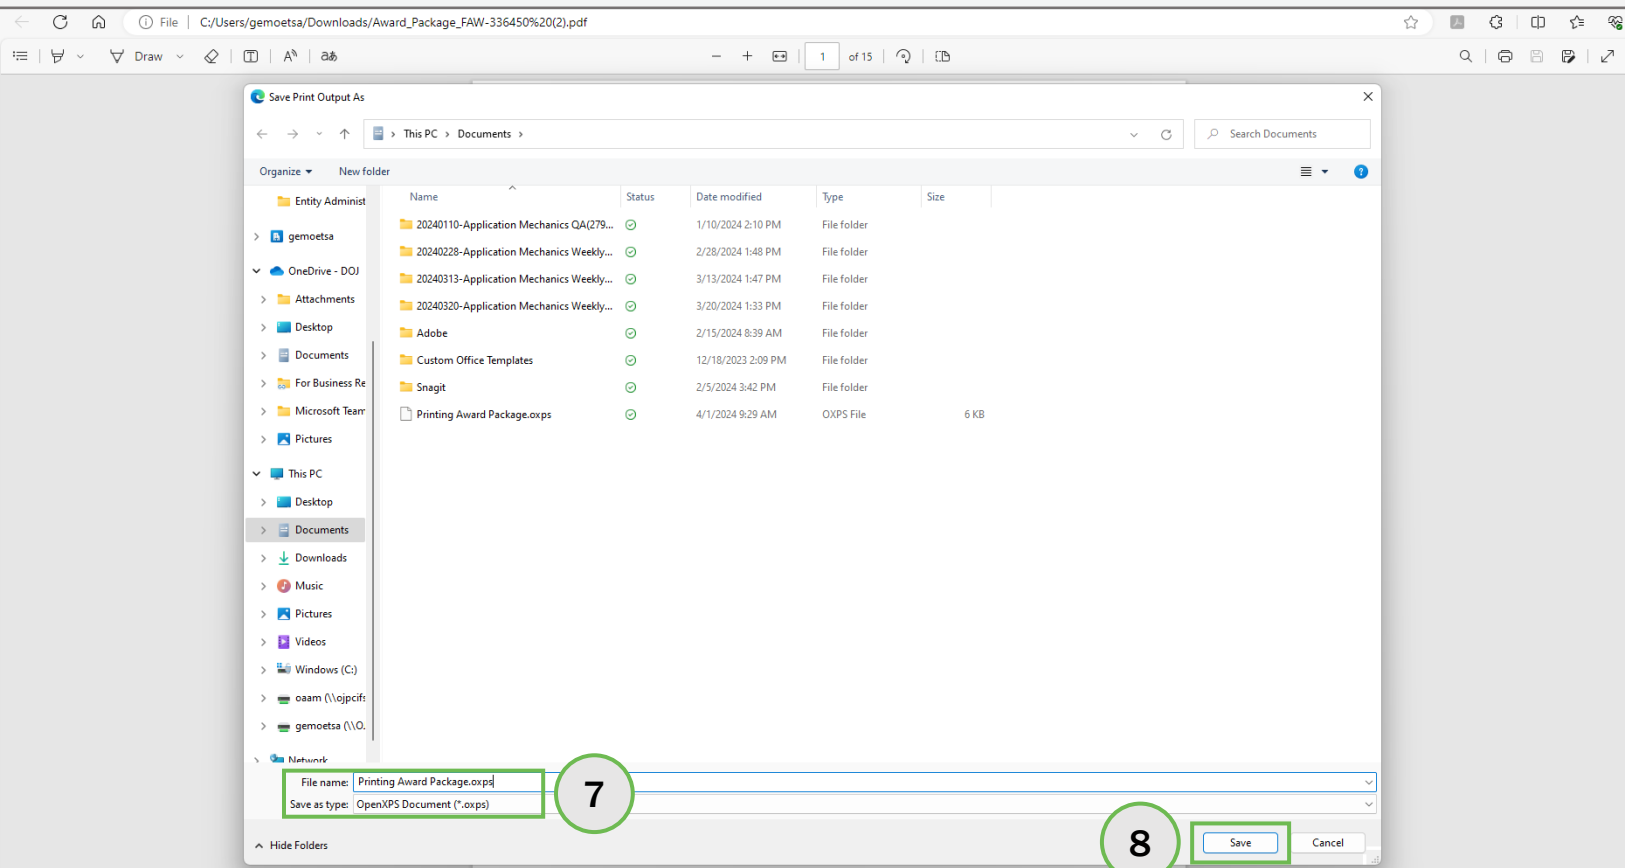 File C:/Users/gemoetsa/Downloads/Award_Package_FAW-336450%20(2).pdf
Draw
1 of 15
Save Print Output As
This PC > Documents >
Search Documents
Organize New folder
Name Status Date modified Type Size
Entity Administ
gemoetsa
OneDrive - DOJ
Attachments
Desktop
Documents
For Business Re
Microsoft Team
Pictures
This PC
Desktop
Documents
Downloads
Music
Pictures
Videos
Windows (C:)
oaam (\\ojpcifs
gemoetsa (\\O.
Network
20240110-Application Mechanics QA(279... 1/10/2024 2:10 PM File folder
20240228-Application Mechanics Weekly... 2/28/2024 1:48 PM File folder
20240313-Application Mechanics Weekly... 3/13/2024 1:47 PM File folder
20240320-Application Mechanics Weekly... 3/20/2024 1:33 PM File folder
Adobe 2/15/2024 8:39 AM File folder
Custom Office Templates 12/18/2023 2:09 PM File folder
Snagit 2/5/2024 3:42 PM File folder
Printing Award Package.oxps 4/1/2024 9:29 AM OXPS File 6 KB
File name: Printing Award Package.oxps
Save as type: OpenXPS Document (*.oxps)
7
Hide Folders
8
Save Cancel